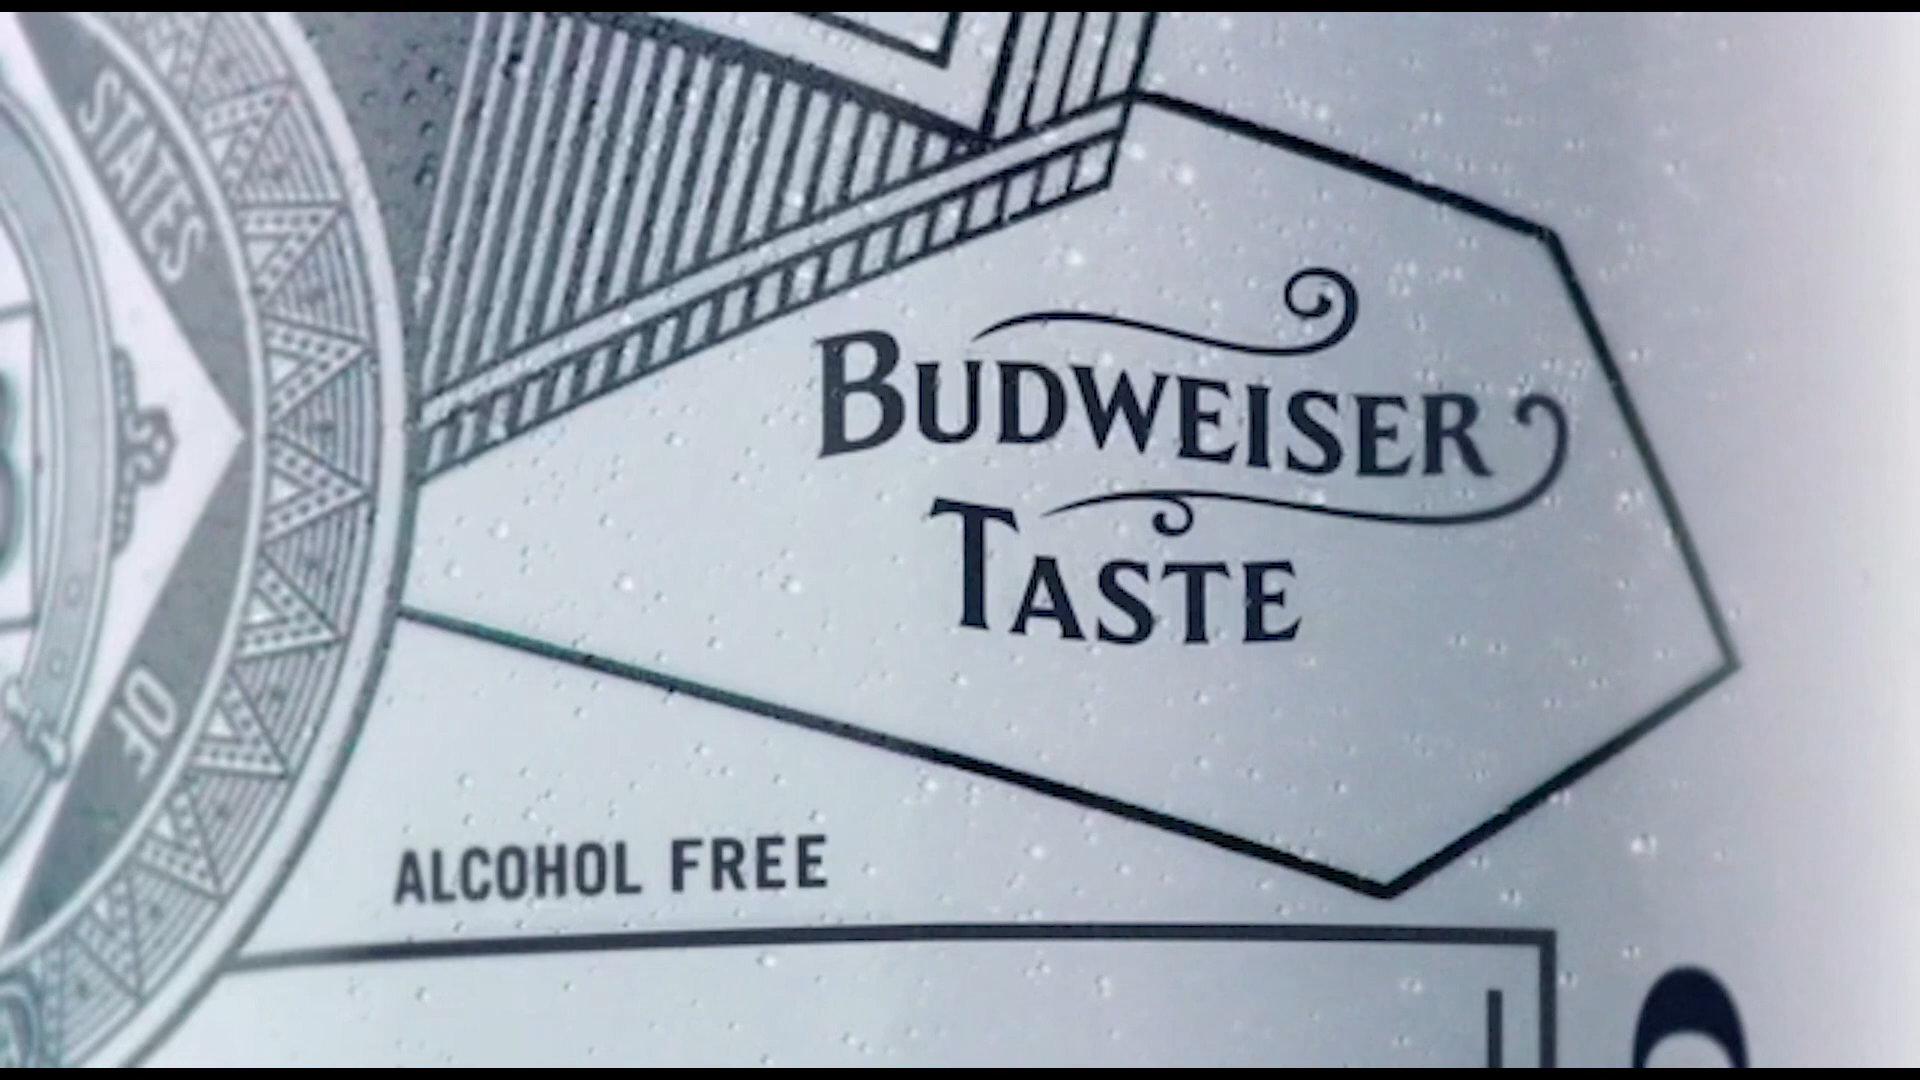 STATES
OF
BUDWEISER
TASTE
ALCOHOL FREE